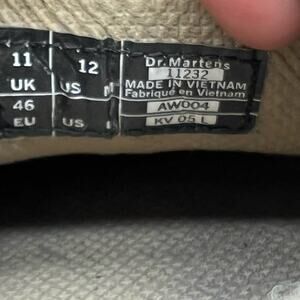 11 UK
12 US M
46 EU
US
Dr.Martens
11232
MADE IN VIETNAM
Fabriqué en Vietnam
AW004
KV 05 L